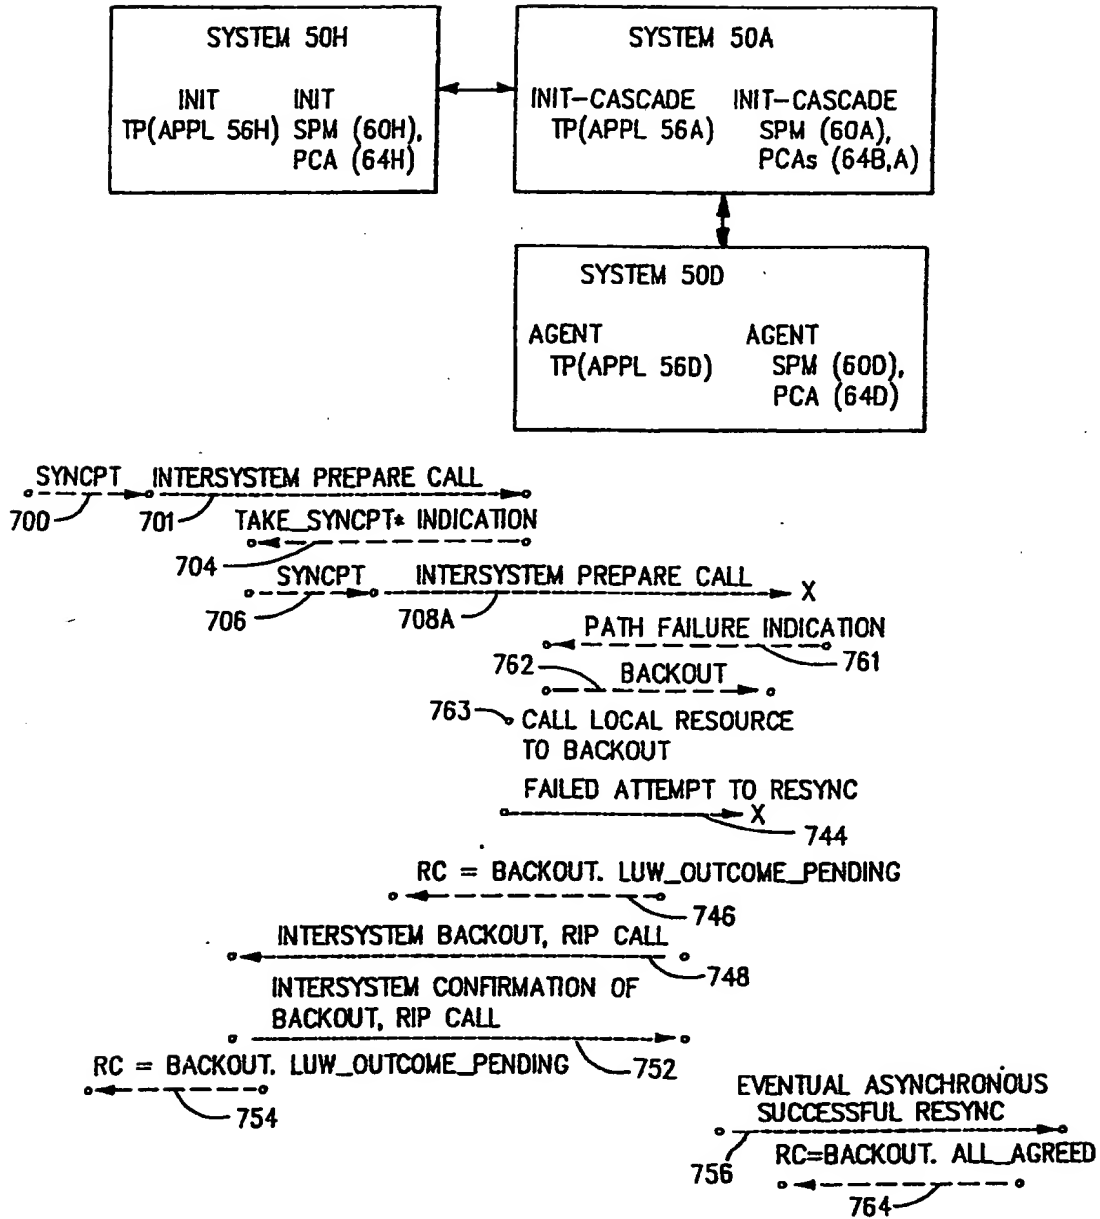 SYSTEM 50H
INIT INIT
TP(APPL 56H) SPM (60H),
PCA (64H)
SYSTEM 50A
INIT-CASCADE INIT-CASCADE
TP(APPL 56A) SPM (60A),
PCAs (64B,A)
SYSTEM 50D
AGENT AGENT
TP(APPL 56D) SPM (60D),
PCA (64D)
SYNCPT INTERSYSTEM PREPARE CALL
700 701
TAKE_SYNCPT* INDICATION
704
SYNCPT INTERSYSTEM PREPARE CALL
X
706 708A
PATH FAILURE INDICATION
762 761
BACKOUT
763 CALL LOCAL RESOURCE
TO BACKOUT
FAILED ATTEMPT TO RESYNC
X
744
RC = BACKOUT. LUW_OUTCOME_PENDING
746
INTERSYSTEM BACKOUT, RIP CALL
748
INTERSYSTEM CONFIRMATION OF
BACKOUT, RIP CALL
752
RC = BACKOUT. LUW_OUTCOME_PENDING
754
EVENTUAL ASYNCHRONOUS
SUCCESSFUL RESYNC
756
RC=BACKOUT. ALL_AGREED
764